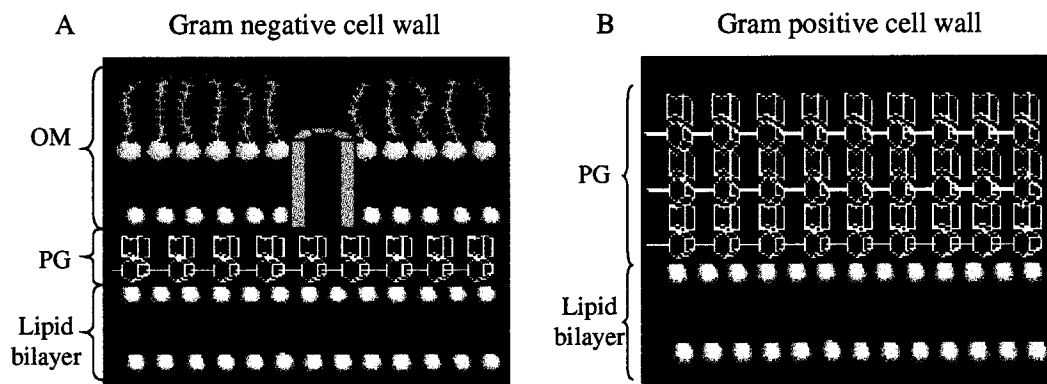 A Gram negative cell wall
OM
PG
Lipid
bilayer
B Gram positive cell wall
PG
Lipid
bilayer